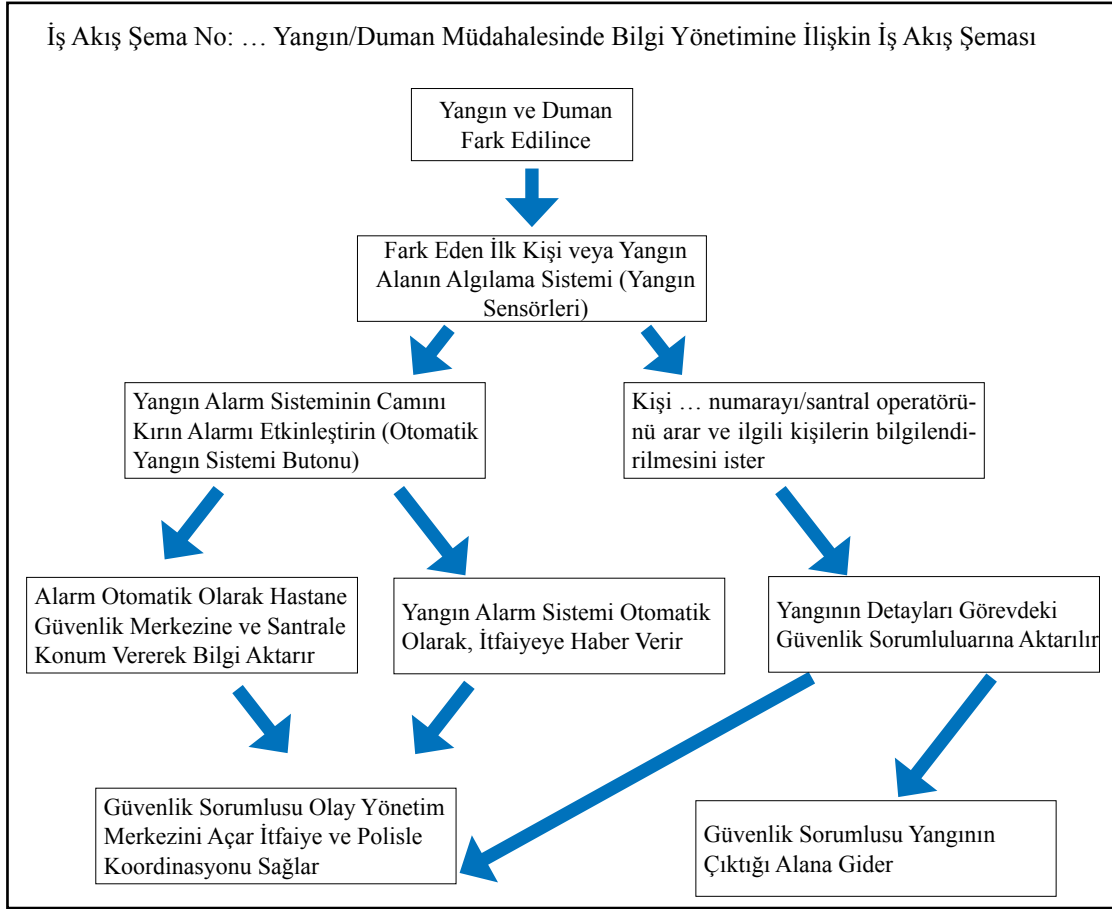 İş Akış Şema No: … Yangın/Duman Müdahalesinde Bilgi Yönetimine İlişkin İş Akış Şeması
Yangın ve Duman
Fark Edilince
Fark Eden İlk Kişi veya Yangın
Alanın Algılama Sistemi (Yangın
Sensörleri)
Yangın Alarm Sisteminin Camını
Kırın Alarmı Etkinleştirin (Otomatik
Yangın Sistemi Butonu)
Kişi … numarayı/santral operatörü-
nü arar ve ilgili kişilerin bilgilendi-
rilmesini ister
Alarm Otomatik Olarak Hastane
Güvenlik Merkezine ve Santrale
Konum Vererek Bilgi Aktarır
Yangın Alarm Sistemi Otomatik
Olarak, İtfaiyeye Haber Verir
Yangının Detayları Görevdeki
Güvenlik Sorumluluarına Aktarılır
Güvenlik Sorumlusu Olay Yönetim
Merkezini Açar İtfaiye ve Polisle
Koordinasyonu Sağlar
Güvenlik Sorumlusu Yangının
Çıktığı Alana Gider